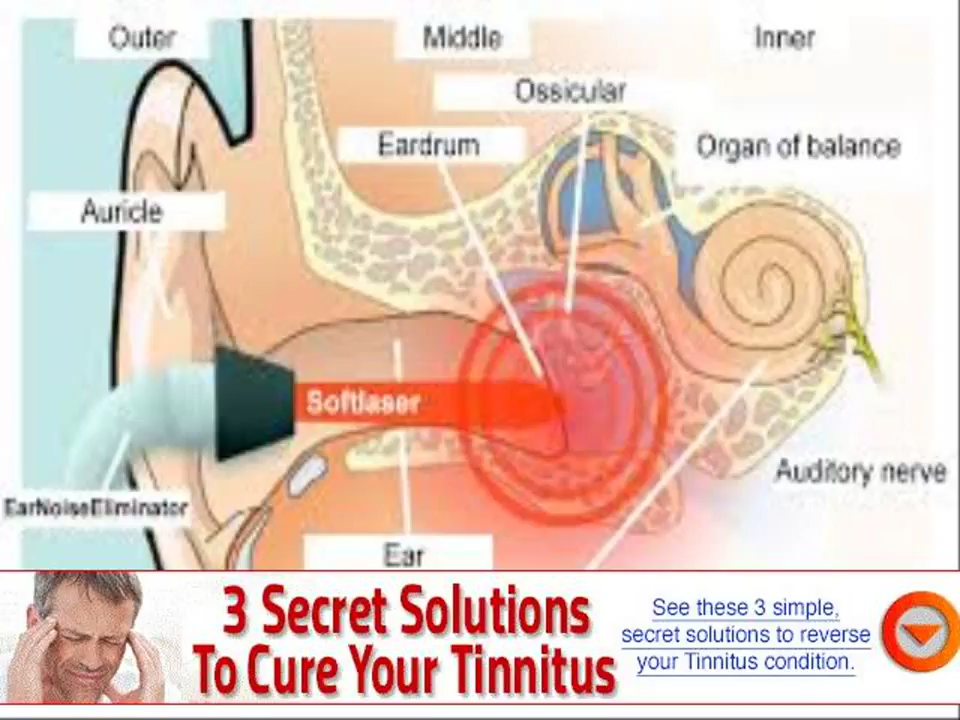 Outer
Middle
Inner
Ossicular
Eardrum
Organ of balance
Auricle
Softlaser
Auditory nerve
EarNoiseEliminator
Ear
3 Secret Solutions
To Cure Your Tinnitus
See these 3 simple,
secret solutions to reverse
your Tinnitus condition.